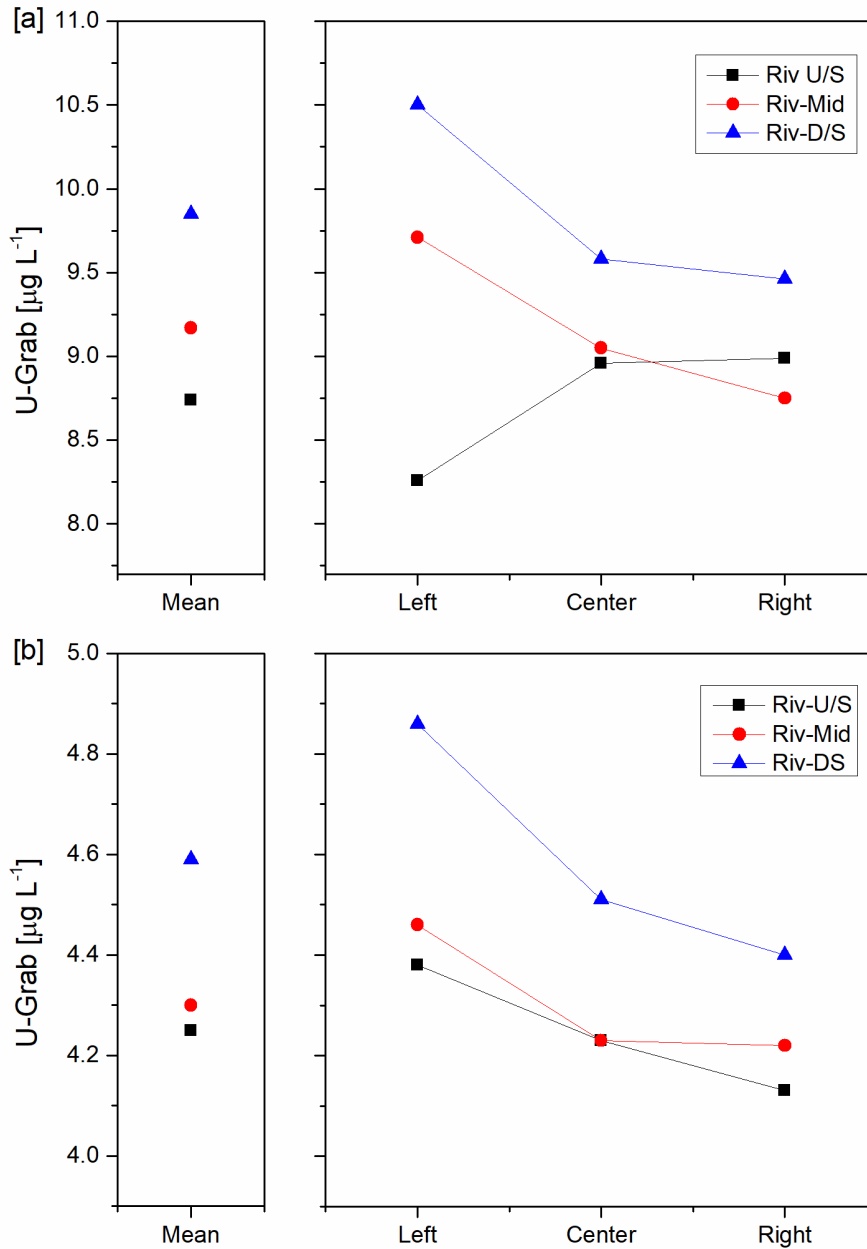 [a]
11.0
10.5
10.0
9.5
9.0
8.5
8.0
U-Grab [μg L⁻¹]
Riv U/S
Riv-Mid
Riv-D/S
Mean Left Center Right
[b]
5.0
4.8
4.6
4.4
4.2
4.0
U-Grab [μg L⁻¹]
Riv-U/S
Riv-Mid
Riv-DS
Mean Left Center Right